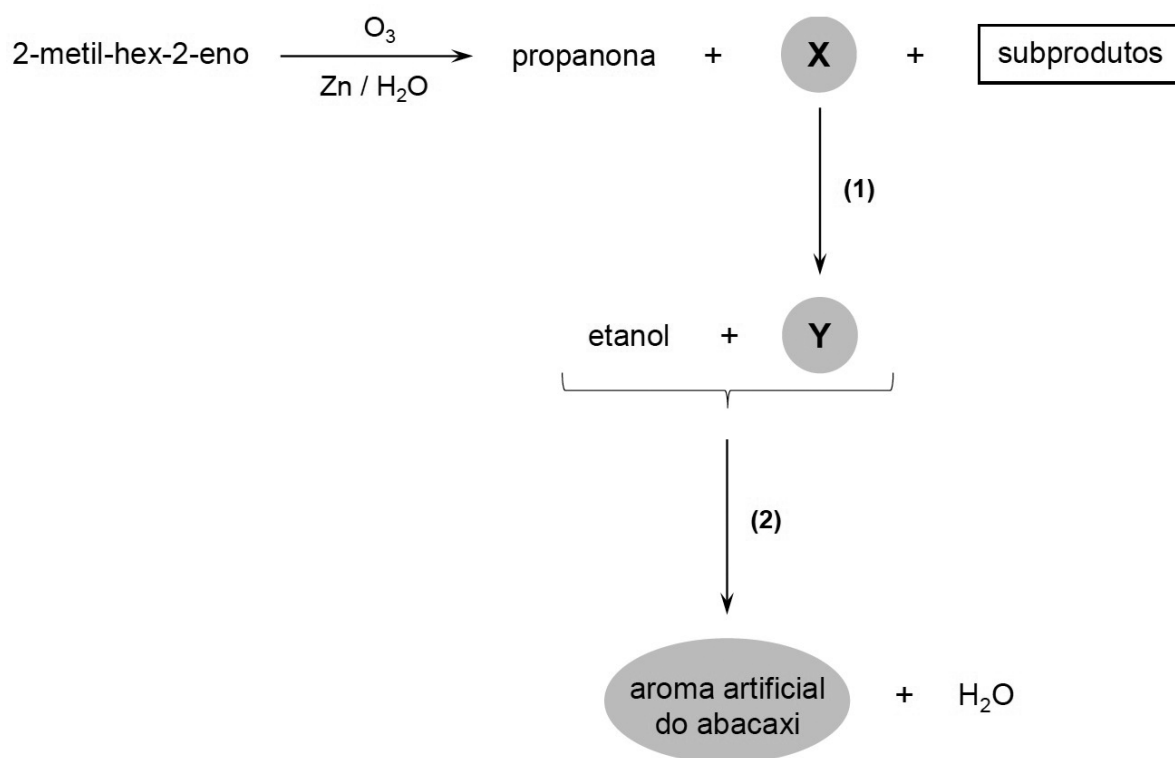 2-metil-hex-2-eno
O₃
Zn / H₂O
propanona + X + subprodutos
(1)
etanol + Y
(2)
aroma artificial
do abacaxi
+ H₂O